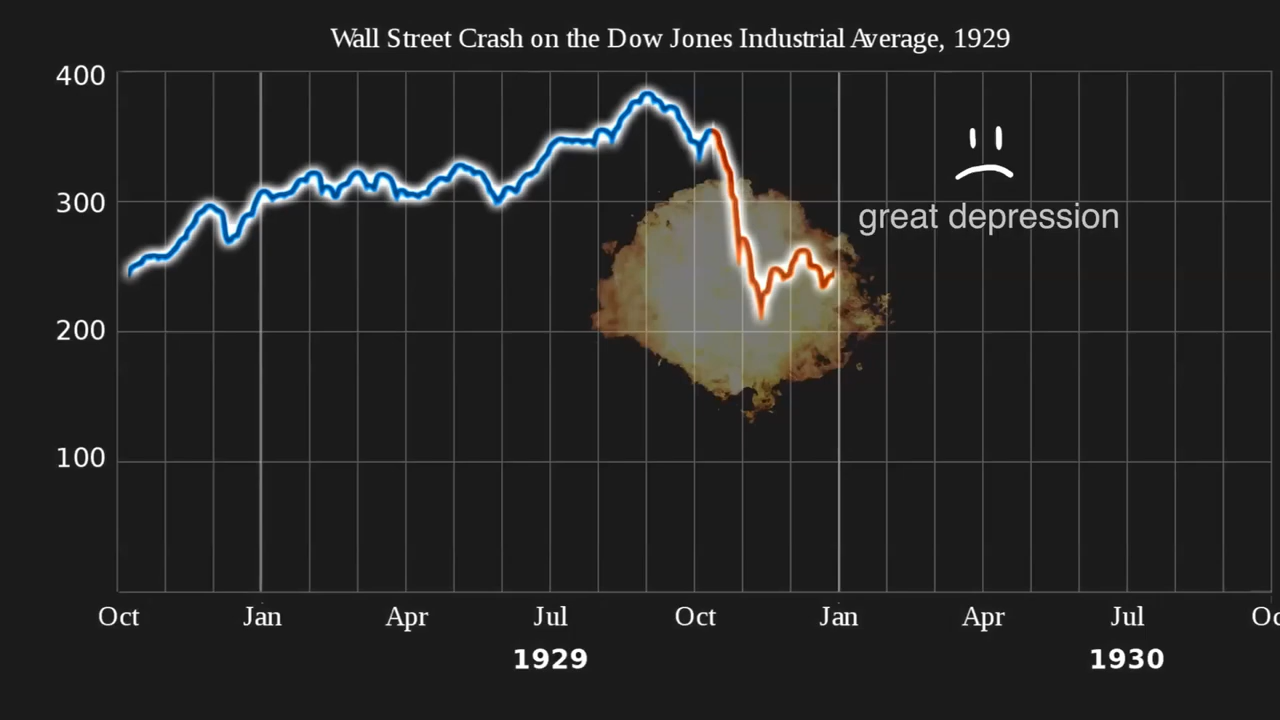 Wall Street Crash on the Dow Jones Industrial Average, 1929
400
300
200
100
great depression
Oct Jan Apr Jul Oct Jan Apr Jul Oc
1929 1930